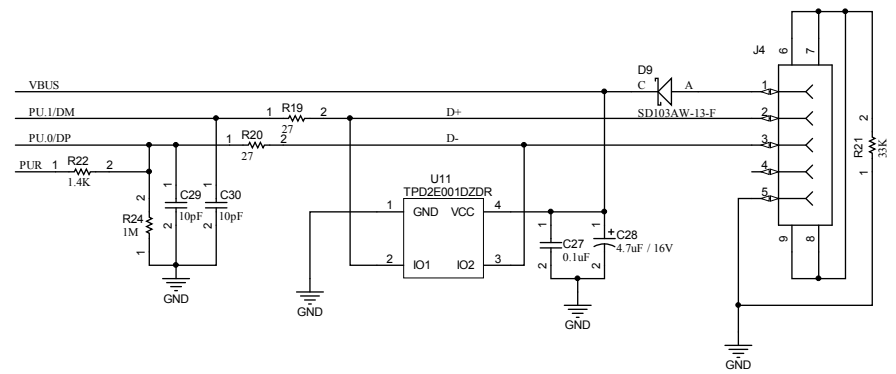 J4
6
7
D9
VBUS
C
A
1
SD103AW-13-F
PU.1/DM
1
R19
2
27
D+
2
PU.0/DP
1
R20
2
27
D-
3
2
R21
33K
1
PUR
1
R22
2
1.4K
4
5
U11
TPD2E001DZDR
1
GND
VCC
4
2
IO1
IO2
3
2
R24
1M
1
1
C29
10pF
2
1
C30
10pF
2
1
C27
0.1uF
2
1
+
C28
4.7uF / 16V
2
9
8
GND
GND
GND
GND